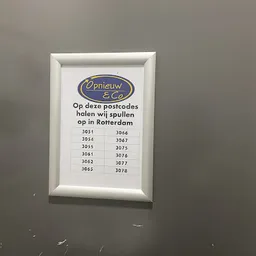 Opnieuw
& Co
Op deze postcodes
halen wij spullen
op in Rotterdam
3031 3066
3054 3067
3055 3075
3061 3076
3062 3077
3065 3078